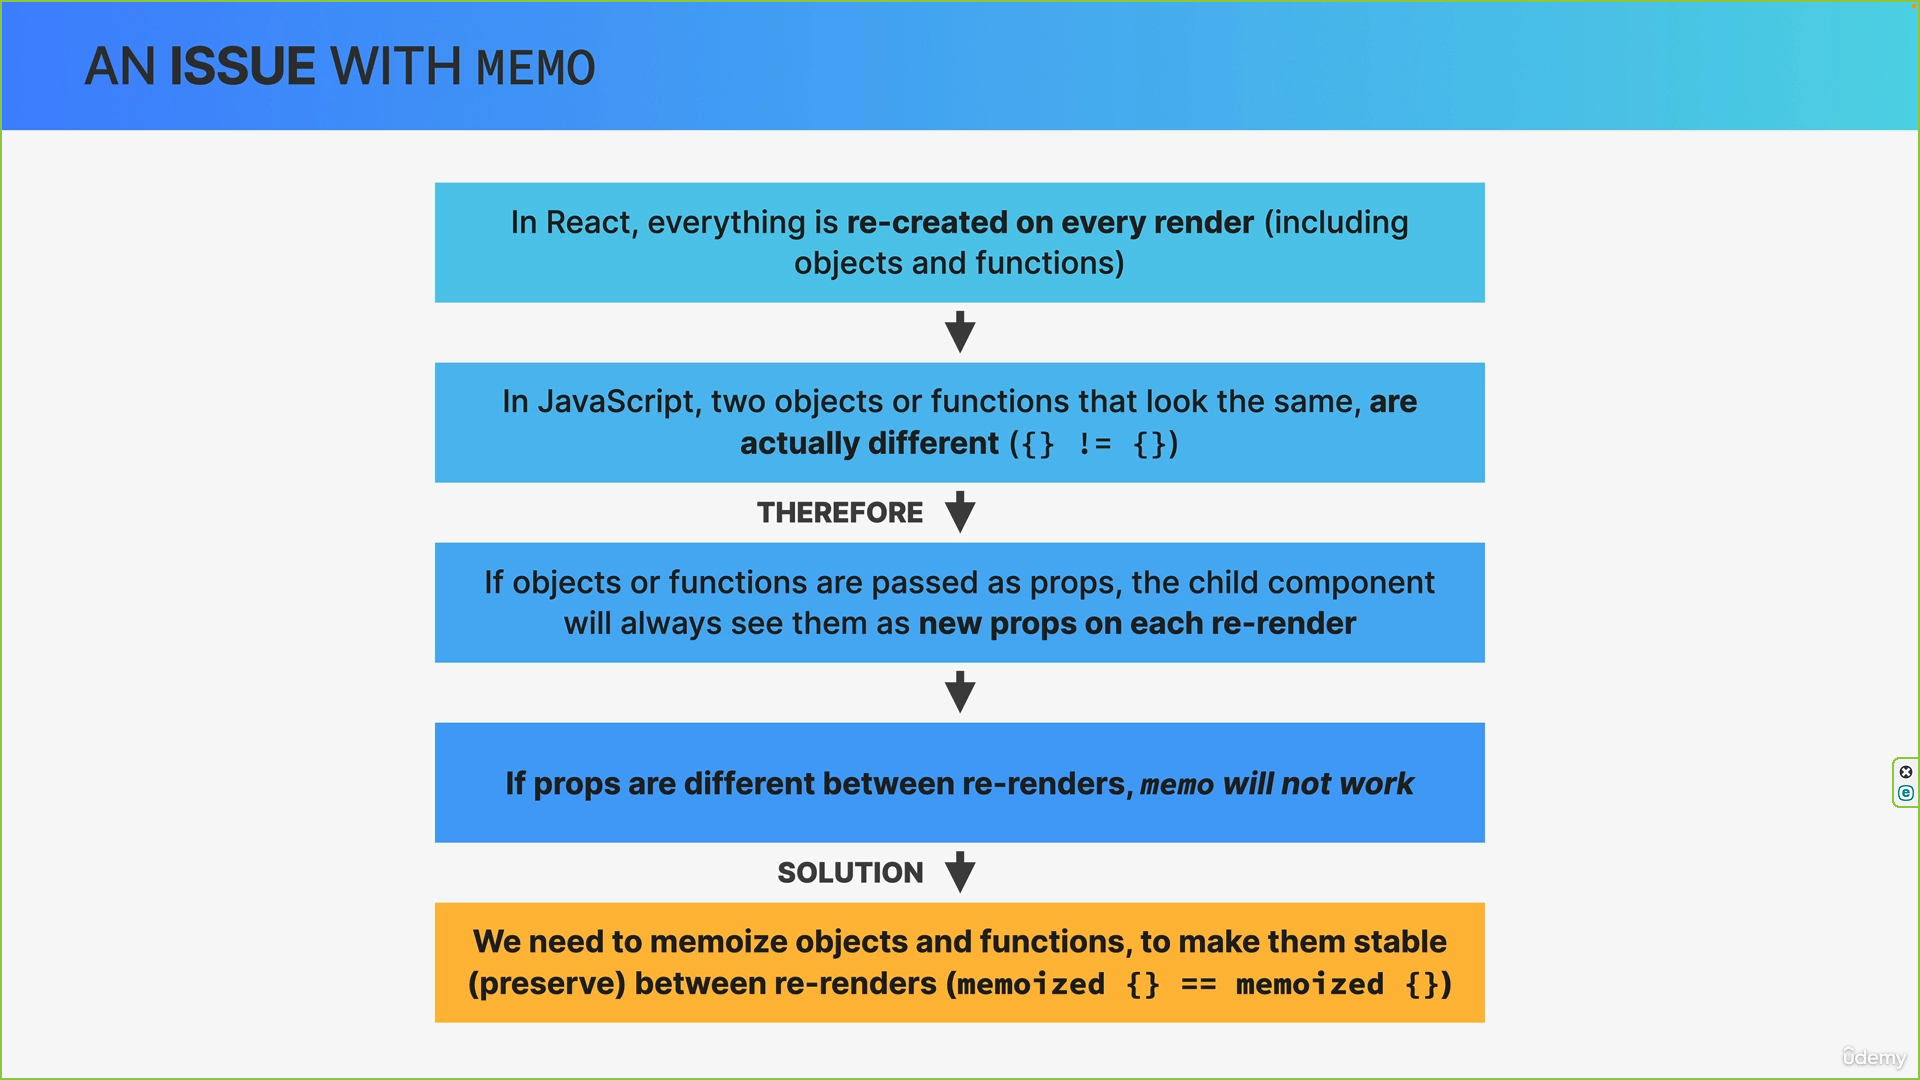 AN ISSUE WITH MEMO
In React, everything is re-created on every render (including
objects and functions)
In JavaScript, two objects or functions that look the same, are
actually different ({} != {})
THEREFORE
If objects or functions are passed as props, the child component
will always see them as new props on each re-render
If props are different between re-renders, memo will not work
SOLUTION
We need to memoize objects and functions, to make them stable
(preserve) between re-renders (memoized {} == memoized {})
e
ûdemy